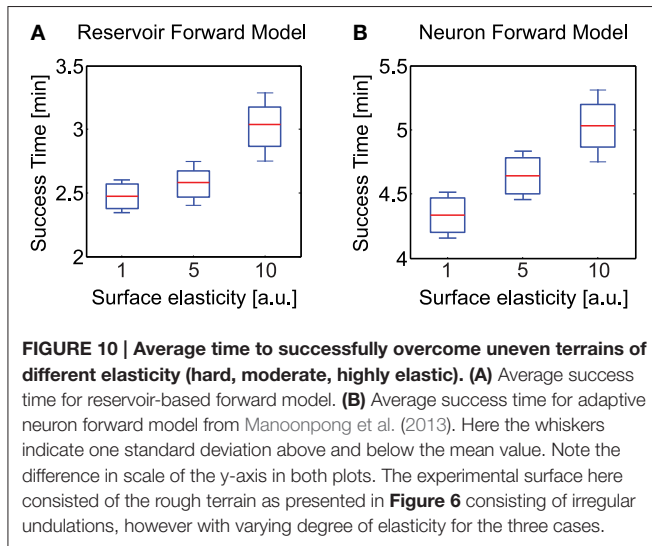 A Reservoir Forward Model
B Neuron Forward Model
3.5
3
2.5
2
Success Time [min]
1 5 10
Surface elasticity [a.u.]
5.5
5
4.5
4
Success Time [min]
1 5 10
Surface elasticity [a.u.]
FIGURE 10 | Average time to successfully overcome uneven terrains of
different elasticity (hard, moderate, highly elastic). (A) Average success
time for reservoir-based forward model. (B) Average success time for adaptive
neuron forward model from Manoonpong et al. (2013). Here the whiskers
indicate one standard deviation above and below the mean value. Note the
difference in scale of the y-axis in both plots. The experimental surface here
consisted of the rough terrain as presented in Figure 6 consisting of irregular
undulations, however with varying degree of elasticity for the three cases.